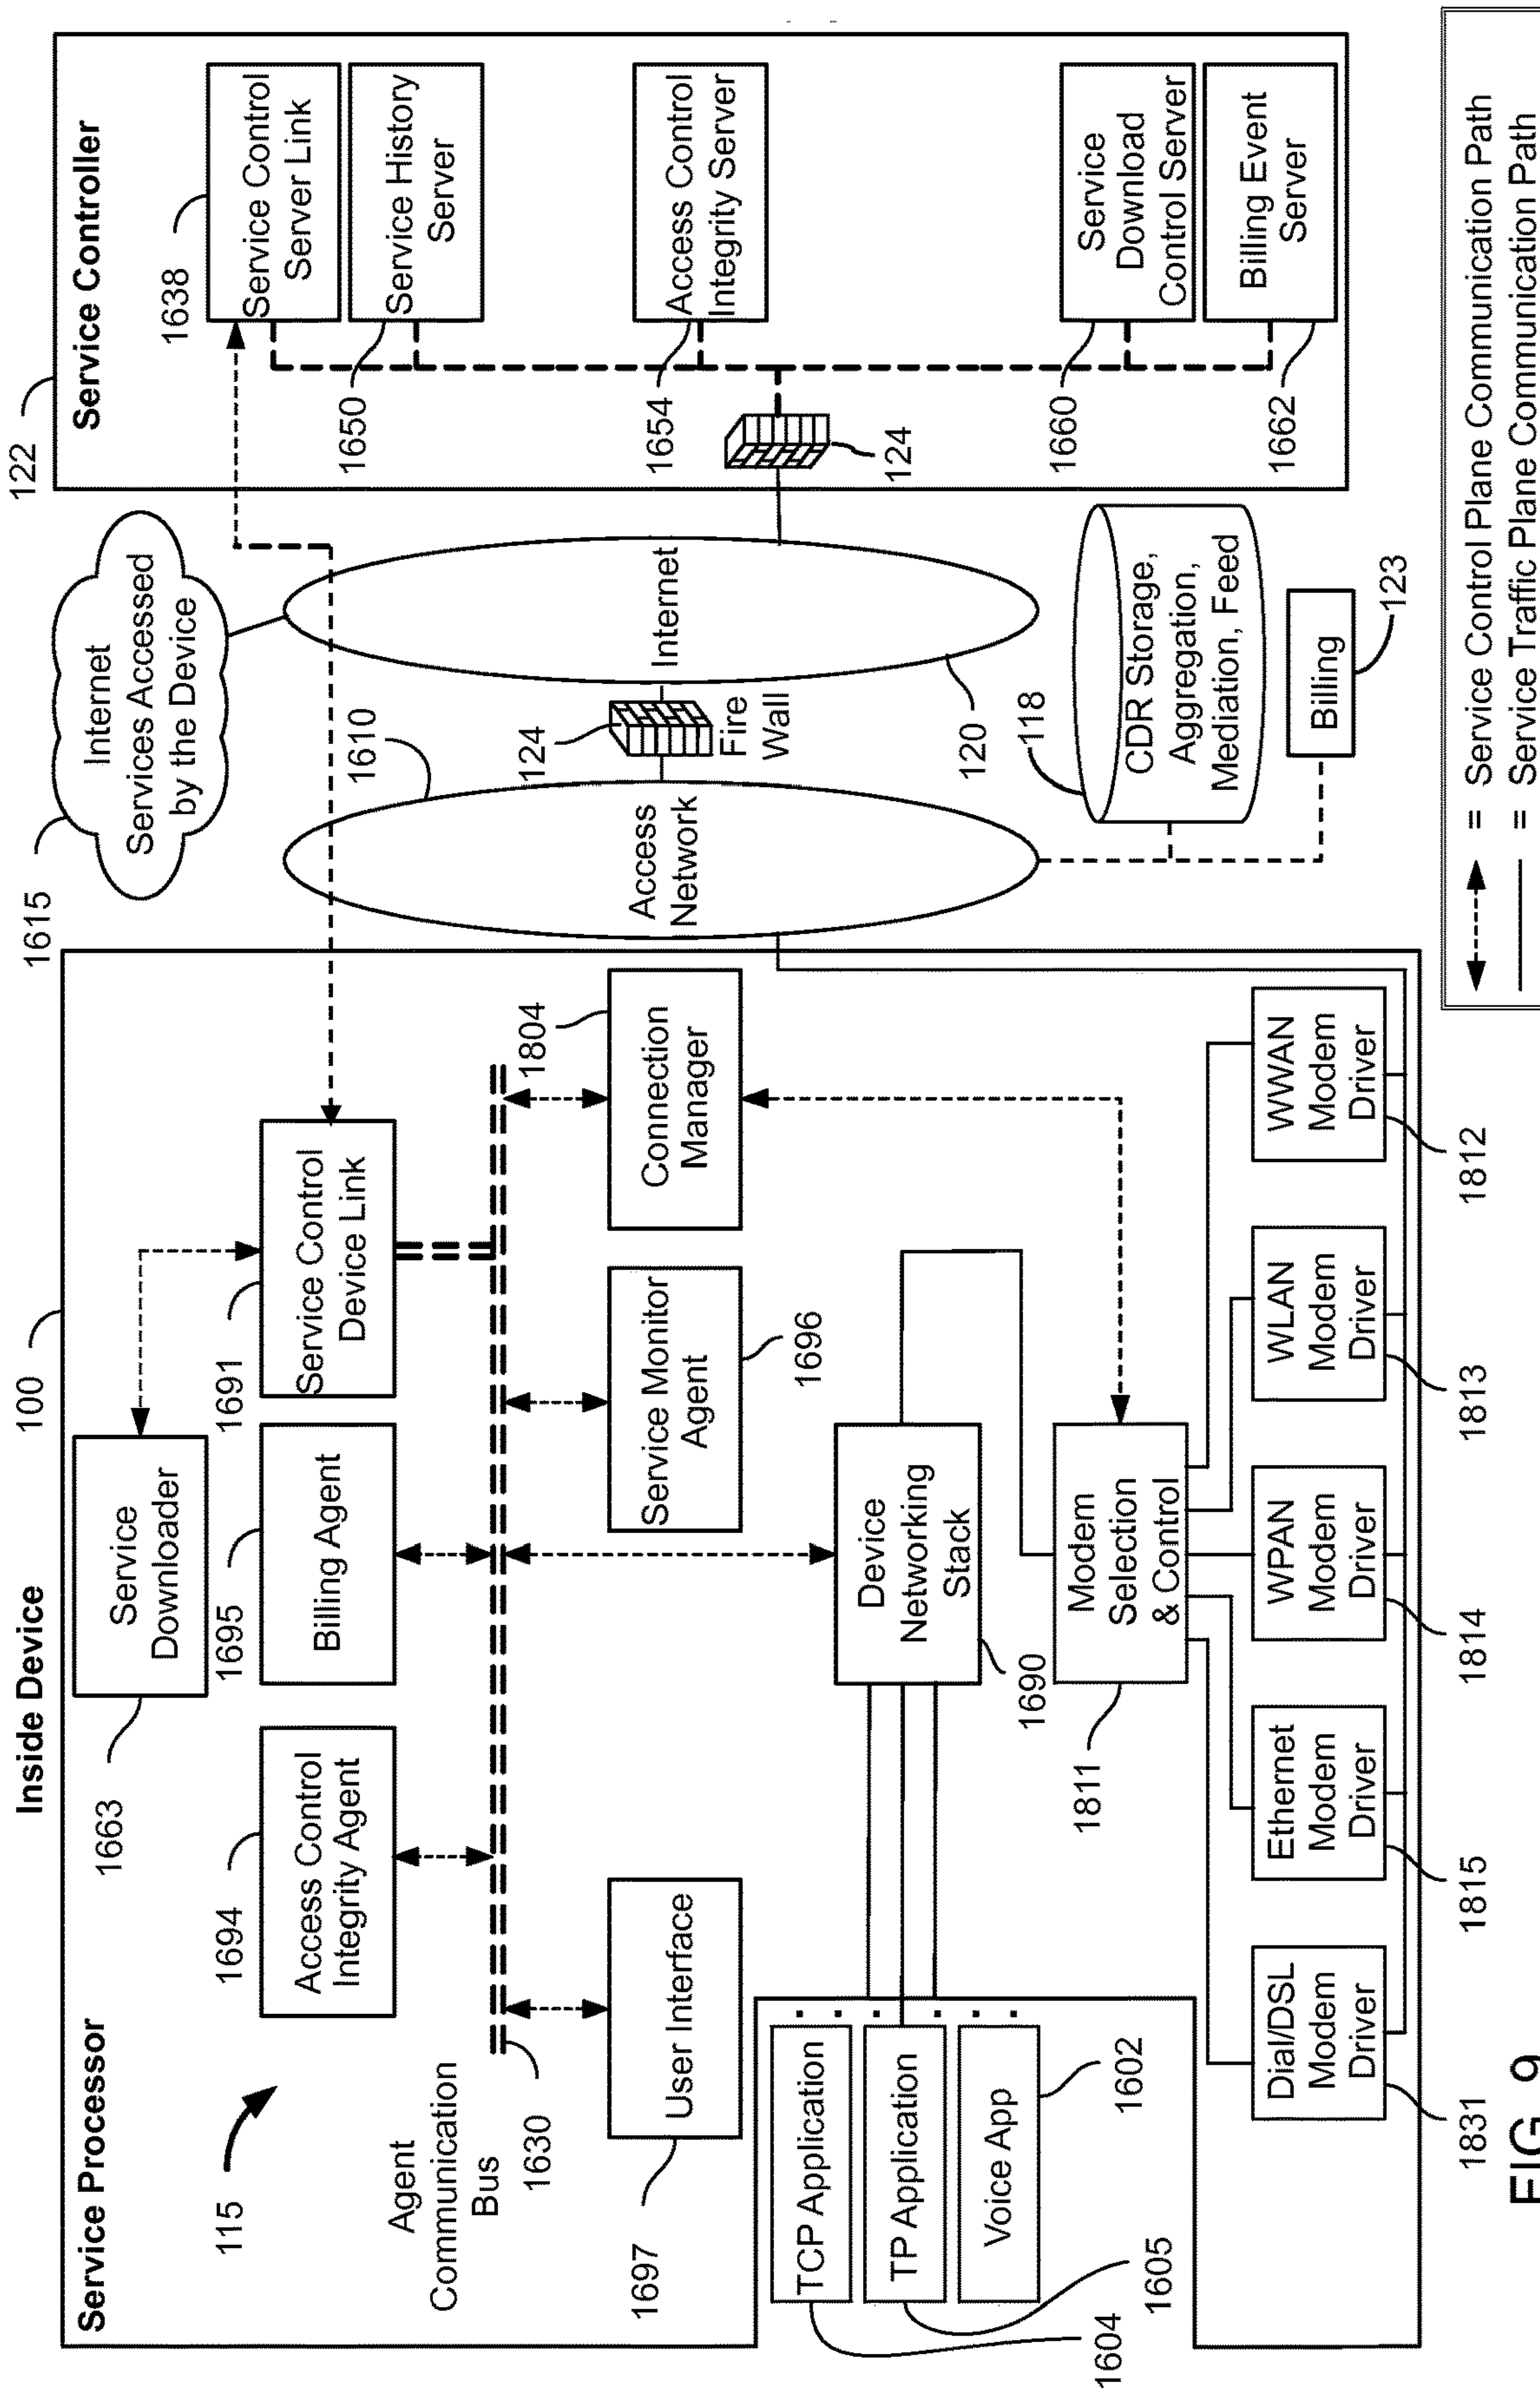 Inside Device
100
Service Processor
115
1663
Service
Downloader
1694
Access Control
Integrity Agent
1695
Billing Agent
1691
Service Control
Device Link
Agent
Communication
Bus
1630
1697
User Interface
Service Monitor
Agent
1696
1804
Connection
Manager
TCP Application
TP Application
Voice App
1604
1605
1602
Device
Networking
Stack
1690
1811
Modem
Selection
& Control
Dial/DSL
Modem
Driver
1831
Ethernet
Modem
Driver
1815
WPAN
Modem
Driver
1814
WLAN
Modem
Driver
1813
WWAN
Modem
Driver
1812
1615
Internet
Services Accessed
by the Device
1610
Access
Network
124
Fire
Wall
Internet
120
118
CDR Storage,
Aggregation,
Mediation, Feed
Billing
123
122
Service Controller
1638
Service Control
Server Link
1650
Service History
Server
1654
Access Control
Integrity Server
124
1660
Service
Download
Control Server
1662
Billing Event
Server
= Service Control Plane Communication Path
= Service Traffic Plane Communication Path
FIG 9